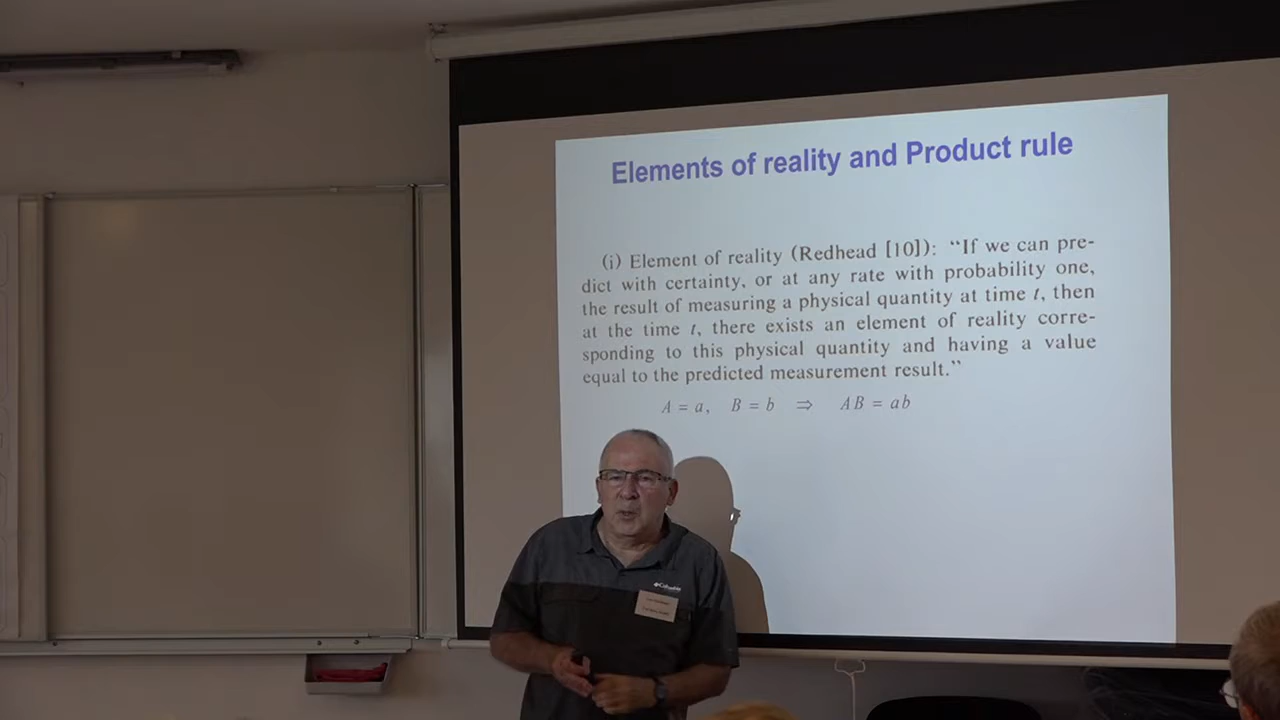 Elements of reality and Product rule
(i) Element of reality (Redhead [10]): “If we can pre-
dict with certainty, or at any rate with probability one,
the result of measuring a physical quantity at time t, then
at the time t, there exists an element of reality corre-
sponding to this physical quantity and having a value
equal to the predicted measurement result.”
A = a, B = b ⇒ AB = ab
Columbia